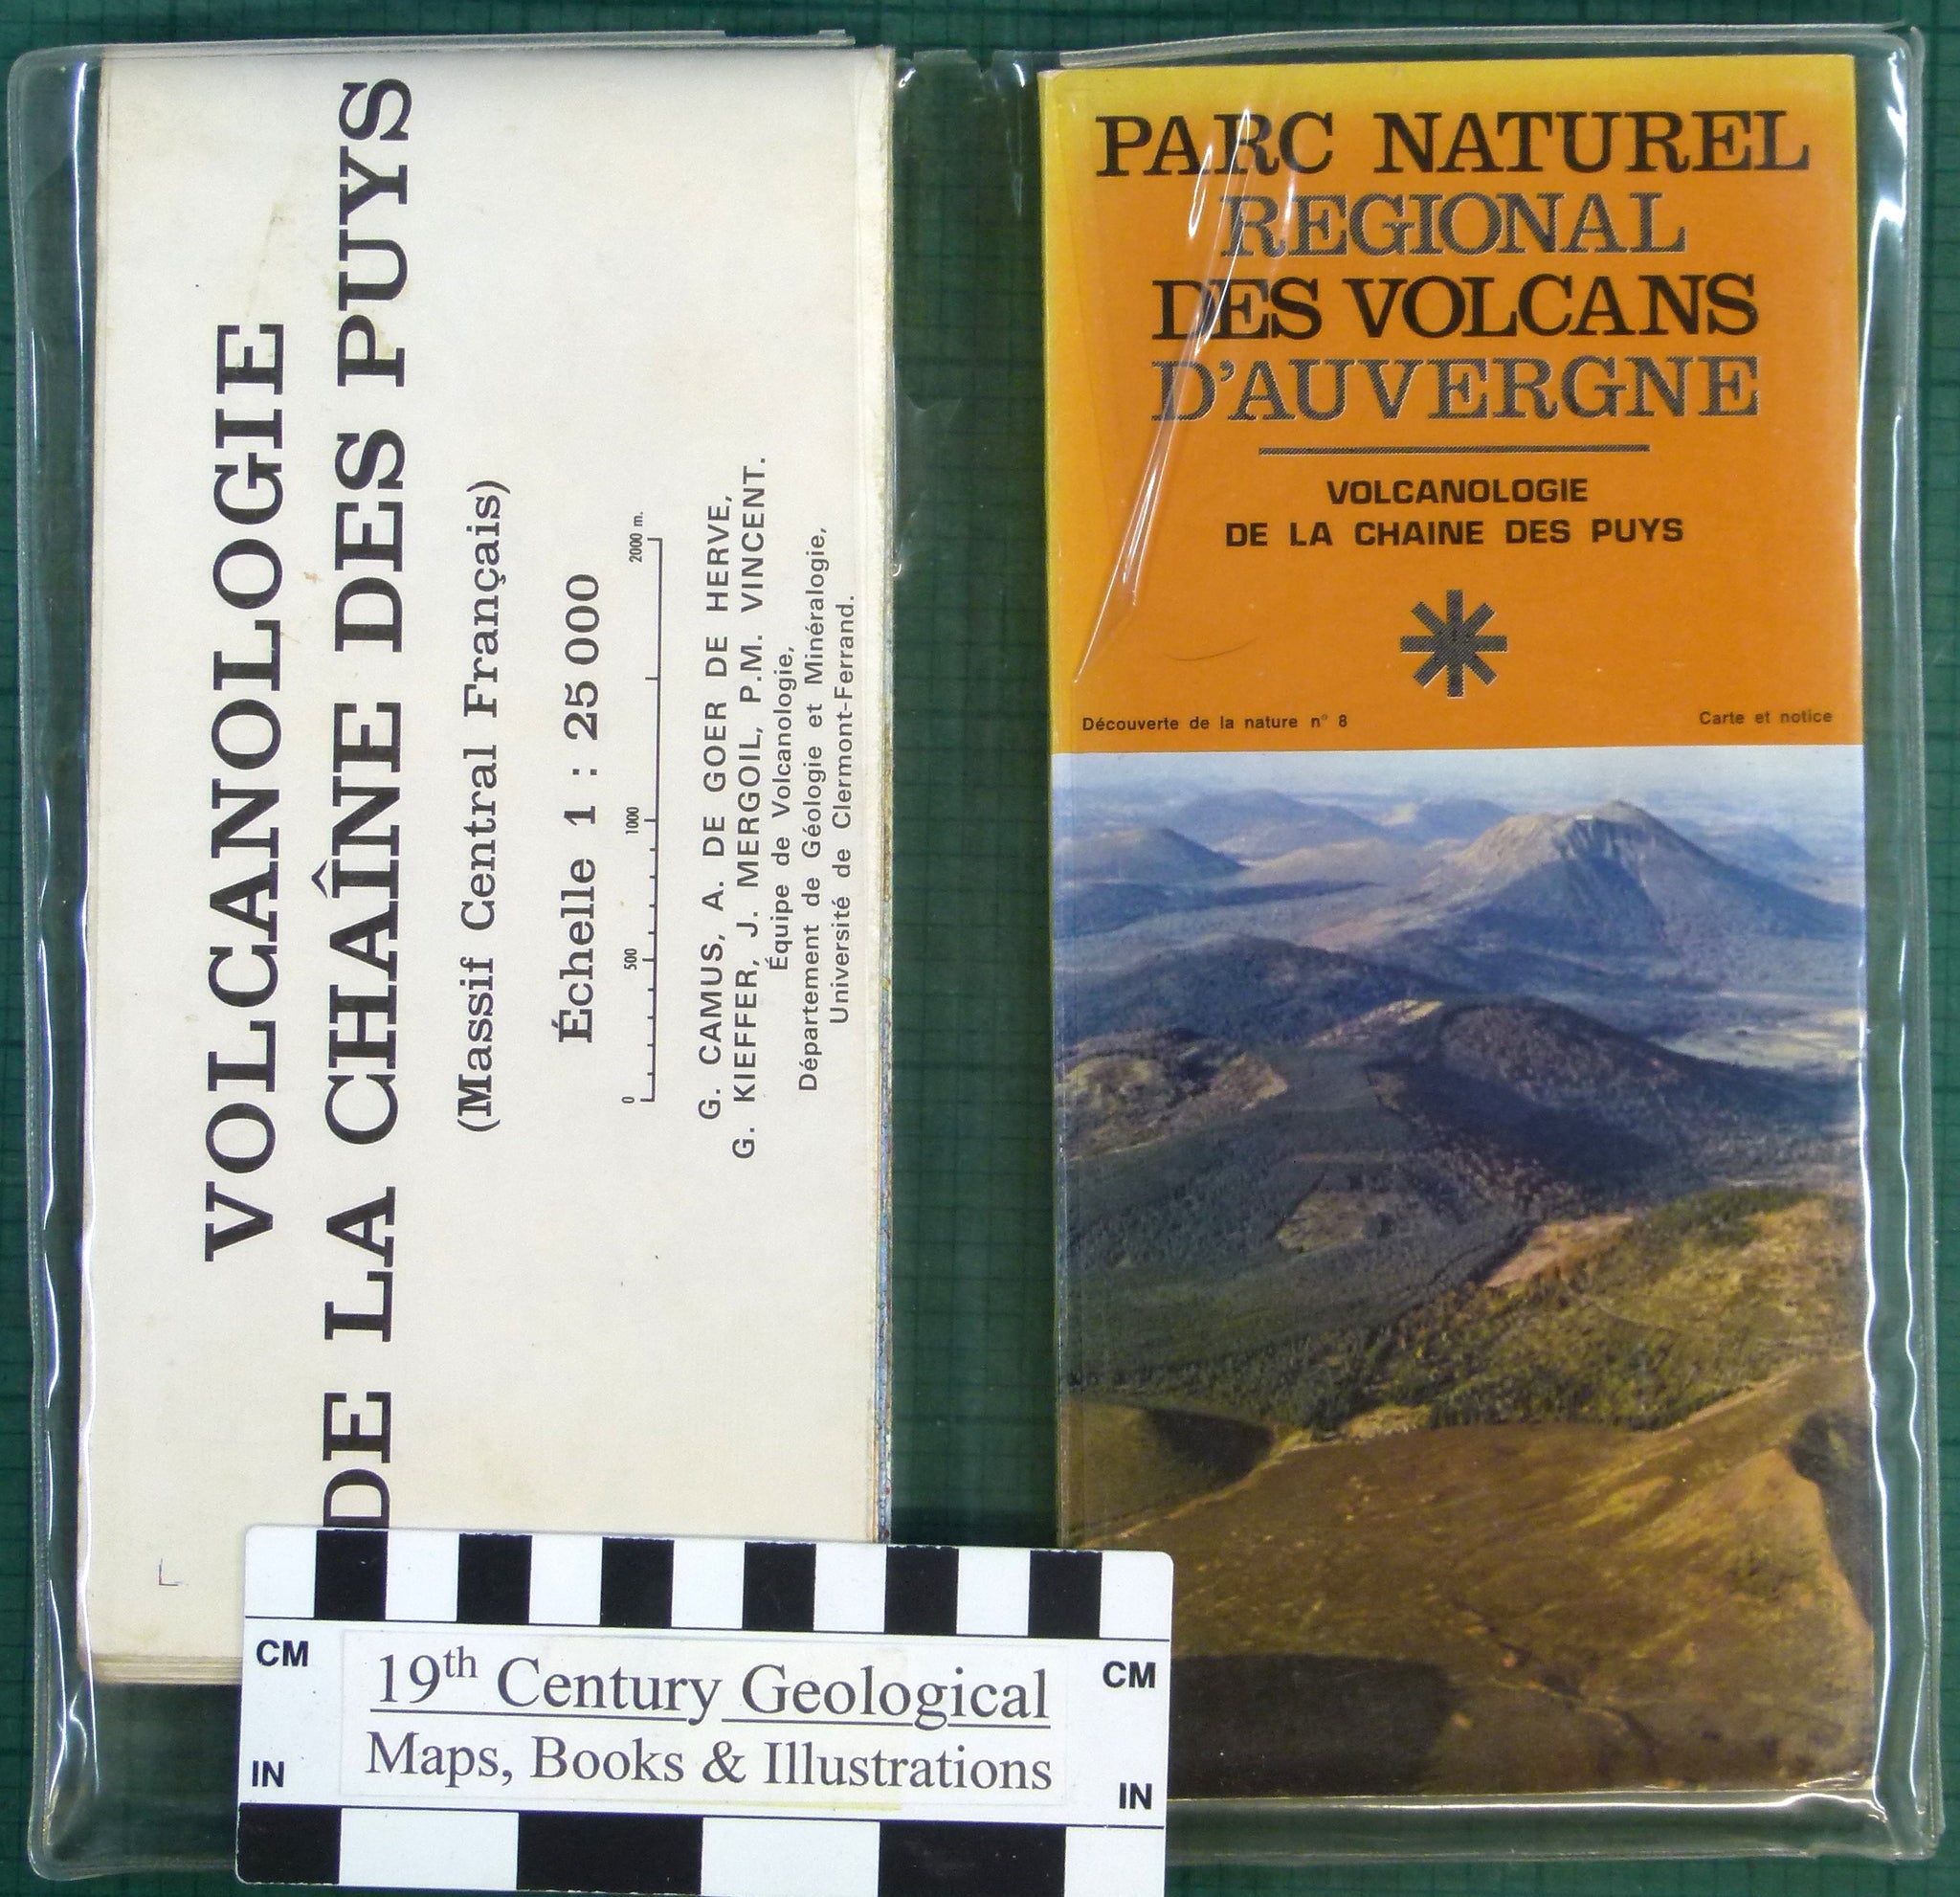 VOLCANOLOGIE
DE LA CHAÎNE DES PUYS
(Massif Central Français)
Échelle 1 : 25 000
0 500 1000 2000 m.
G. CAMUS, A. DE GOER DE HERVE,
G. KIEFFER, J. MERGOIL, P.M. VINCENT.
Équipe de Volcanologie,
Département de Géologie et Minéralogie,
Université de Clermont-Ferrand.
PARC NATUREL
REGIONAL
DES VOLCANS
D'AUVERGNE
VOLCANOLOGIE
DE LA CHAINE DES PUYS
Découverte de la nature n° 8
Carte et notice
CM CM
19th Century Geological
Maps, Books & Illustrations
IN IN